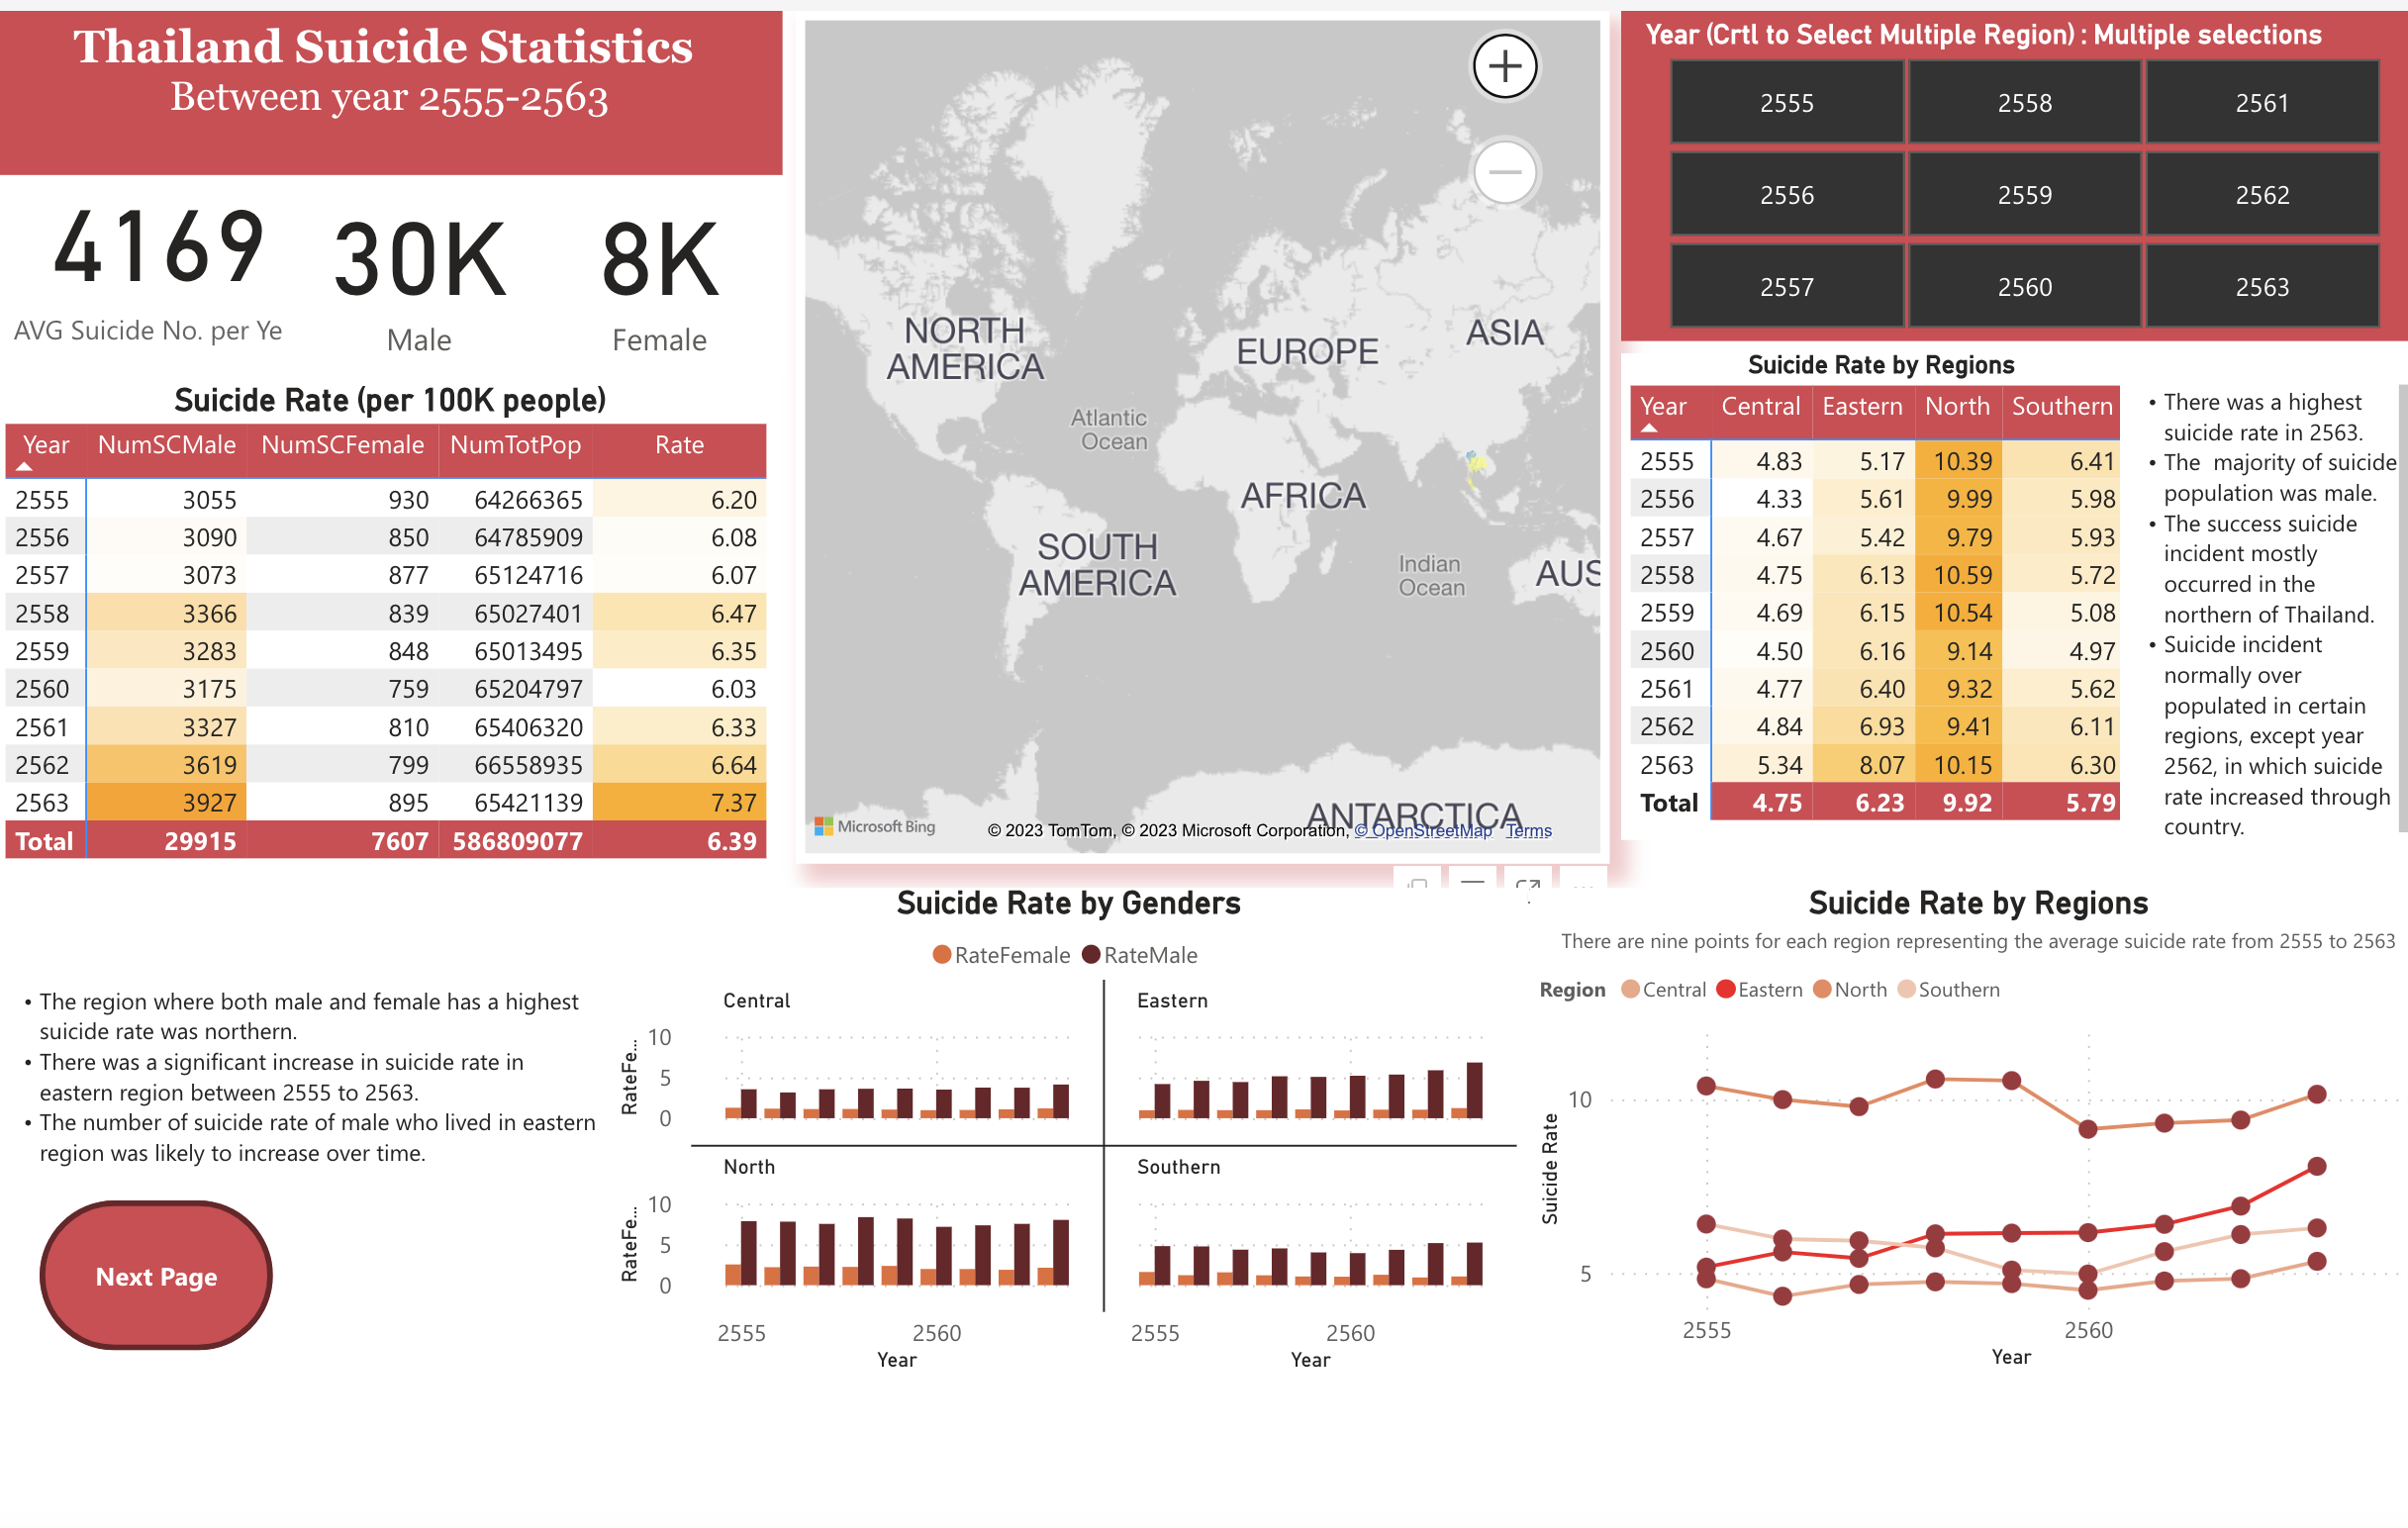 Thailand Suicide Statistics
Between year 2555-2563
4169
AVG Suicide No. per Ye
30K
Male
8K
Female
Suicide Rate (per 100K people)
Year NumSCMale NumSCFemale NumTotPop Rate
2555 3055 930 64266365 6.20
2556 3090 850 64785909 6.08
2557 3073 877 65124716 6.07
2558 3366 839 65027401 6.47
2559 3283 848 65013495 6.35
2560 3175 759 65204797 6.03
2561 3327 810 65406320 6.33
2562 3619 799 66558935 6.64
2563 3927 895 65421139 7.37
Total 29915 7607 586809077 6.39
NORTH
AMERICA
EUROPE
ASIA
Atlantic
Ocean
AFRICA
SOUTH
AMERICA
Indian
Ocean
AUS
ANTARCTICA
Microsoft Bing
© 2023 TomTom, © 2023 Microsoft Corporation, © OpenStreetMap Terms
Year (Crtl to Select Multiple Region) : Multiple selections
2555 2558 2561
2556 2559 2562
2557 2560 2563
Suicide Rate by Regions
Year Central Eastern North Southern
2555 4.83 5.17 10.39 6.41
2556 4.33 5.61 9.99 5.98
2557 4.67 5.42 9.79 5.93
2558 4.75 6.13 10.59 5.72
2559 4.69 6.15 10.54 5.08
2560 4.50 6.16 9.14 4.97
2561 4.77 6.40 9.32 5.62
2562 4.84 6.93 9.41 6.11
2563 5.34 8.07 10.15 6.30
Total 4.75 6.23 9.92 5.79
• There was a highest
suicide rate in 2563.
• The majority of suicide
population was male.
• The success suicide
incident mostly
occurred in the
northern of Thailand.
• Suicide incident
normally over
populated in certain
regions, except year
2562, in which suicide
rate increased through
country.
• The region where both male and female has a highest
suicide rate was northern.
• There was a significant increase in suicide rate in
eastern region between 2555 to 2563.
• The number of suicide rate of male who lived in eastern
region was likely to increase over time.
Next Page
Suicide Rate by Genders
RateFemale RateMale
Central
Eastern
RateFe...
10
5
0
North
Southern
RateFe...
10
5
0
2555 2560 2555 2560
Year Year
Suicide Rate by Regions
There are nine points for each region representing the average suicide rate from 2555 to 2563
Region Central Eastern North Southern
Suicide Rate
10
5
2555 2560
Year